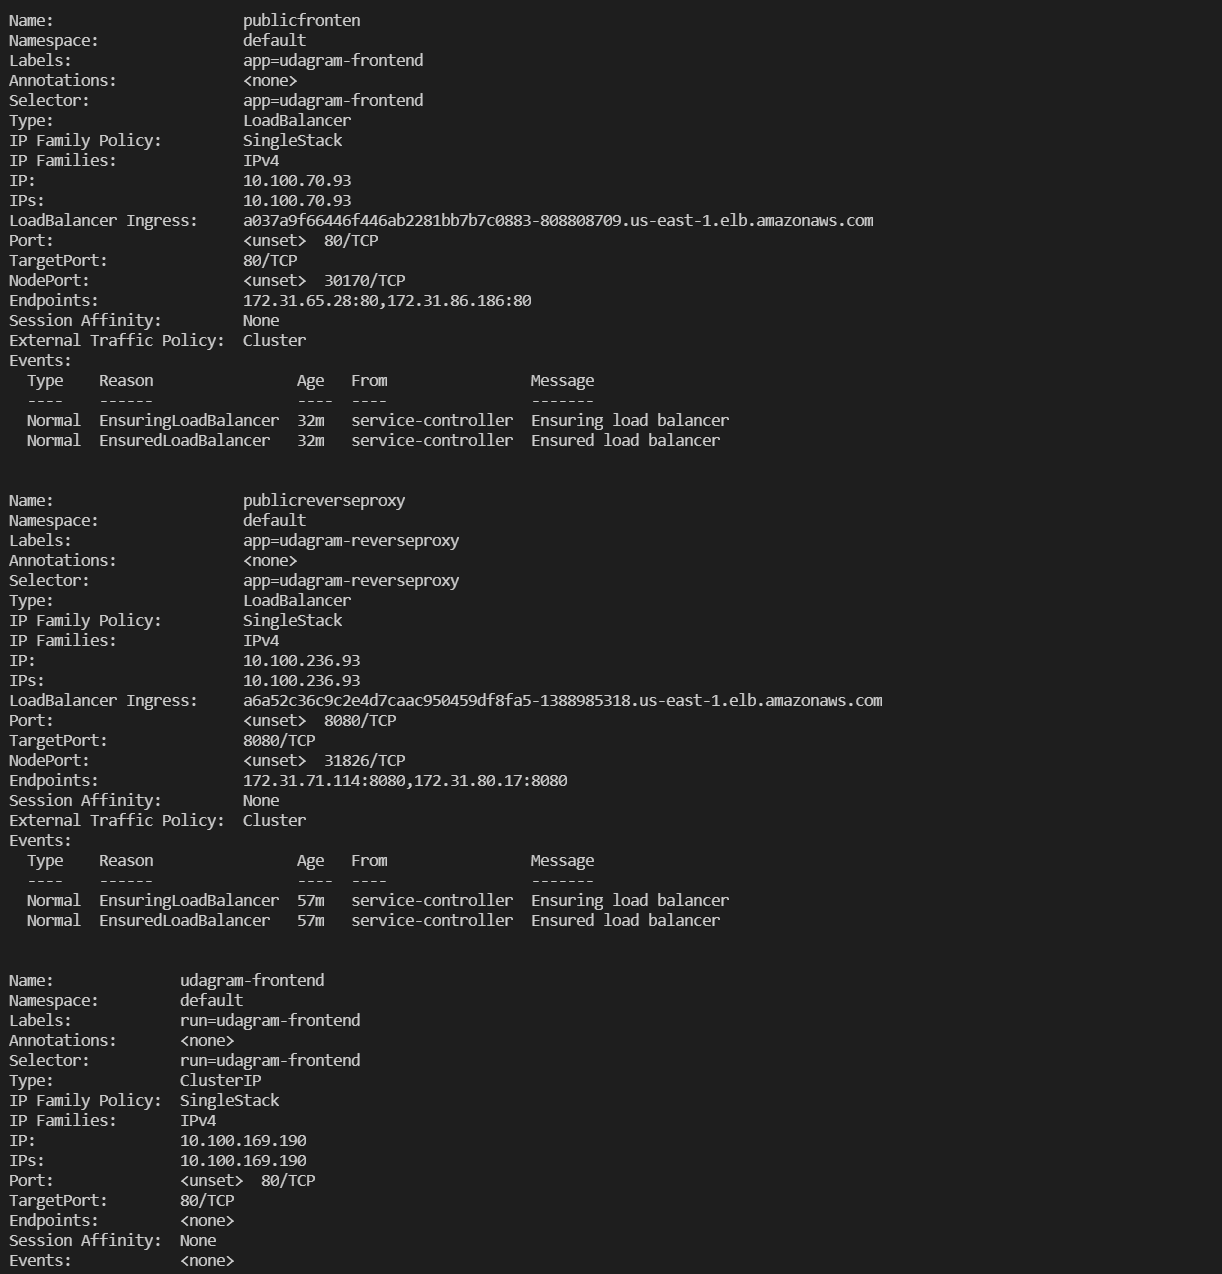 Name:                     publicfronten
Namespace:                default
Labels:                   app=udagram-frontend
Annotations:              <none>
Selector:                 app=udagram-frontend
Type:                     LoadBalancer
IP Family Policy:         SingleStack
IP Families:              IPv4
IP:                       10.100.70.93
IPs:                      10.100.70.93
LoadBalancer Ingress:     a037a9f66446f446ab2281bb7b7c0883-808808709.us-east-1.elb.amazonaws.com
Port:                     <unset>  80/TCP
TargetPort:               80/TCP
NodePort:                 <unset>  30170/TCP
Endpoints:                172.31.65.28:80,172.31.86.186:80
Session Affinity:         None
External Traffic Policy:  Cluster
Events:
  Type    Reason                Age   From                Message
  ----    ------                ----  ----                -------
  Normal  EnsuringLoadBalancer  32m   service-controller  Ensuring load balancer
  Normal  EnsuredLoadBalancer   32m   service-controller  Ensured load balancer

Name:                     publicreverseproxy
Namespace:                default
Labels:                   app=udagram-reverseproxy
Annotations:              <none>
Selector:                 app=udagram-reverseproxy
Type:                     LoadBalancer
IP Family Policy:         SingleStack
IP Families:              IPv4
IP:                       10.100.236.93
IPs:                      10.100.236.93
LoadBalancer Ingress:     a6a52c36c9c2e4d7caac950459df8fa5-1388985318.us-east-1.elb.amazonaws.com
Port:                     <unset>  8080/TCP
TargetPort:               8080/TCP
NodePort:                 <unset>  31826/TCP
Endpoints:                172.31.71.114:8080,172.31.80.17:8080
Session Affinity:         None
External Traffic Policy:  Cluster
Events:
  Type    Reason                Age   From                Message
  ----    ------                ----  ----                -------
  Normal  EnsuringLoadBalancer  57m   service-controller  Ensuring load balancer
  Normal  EnsuredLoadBalancer   57m   service-controller  Ensured load balancer

Name:              udagram-frontend
Namespace:         default
Labels:            run=udagram-frontend
Annotations:       <none>
Selector:          run=udagram-frontend
Type:              ClusterIP
IP Family Policy:  SingleStack
IP Families:       IPv4
IP:                10.100.169.190
IPs:               10.100.169.190
Port:              <unset>  80/TCP
TargetPort:        80/TCP
Endpoints:         <none>
Session Affinity:  None
Events:            <none>